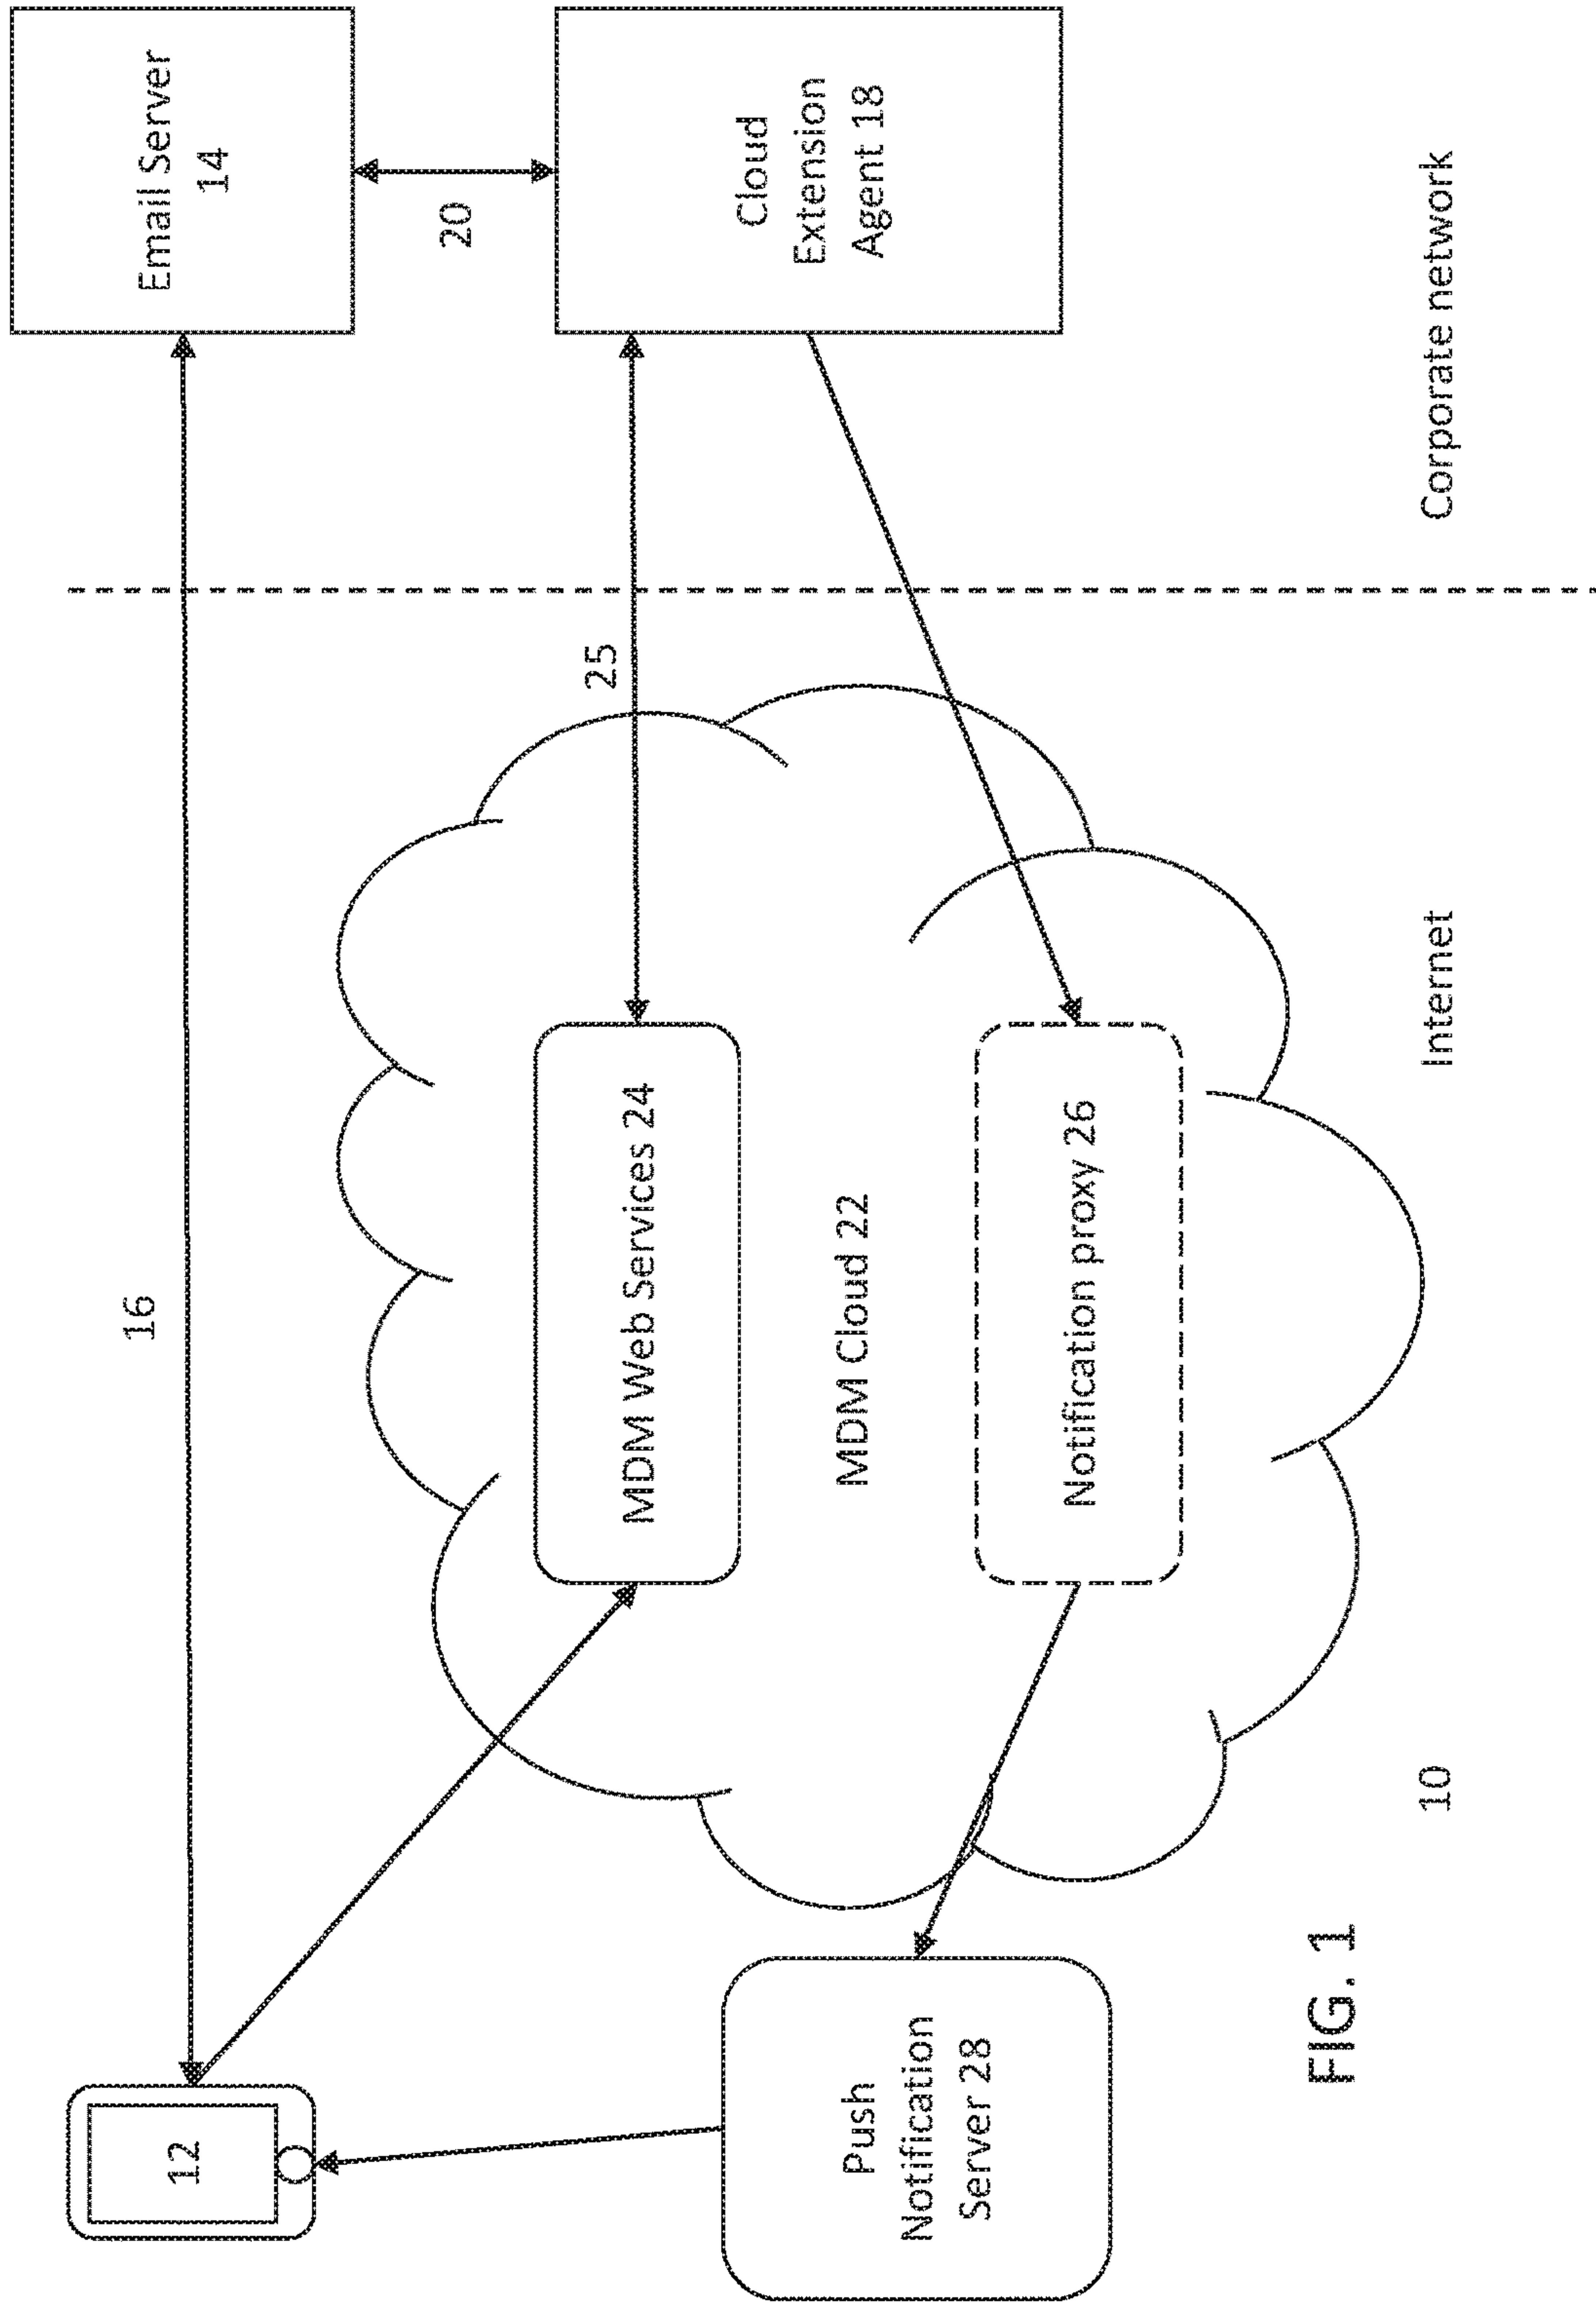 12
16
Email Server
14
20
25
MDM Web Services 24
Cloud
Extension
Agent 18
MDM Cloud 22
Push
Notification
Server 28
Notification proxy 26
FIG. 1
10
Internet
Corporate network